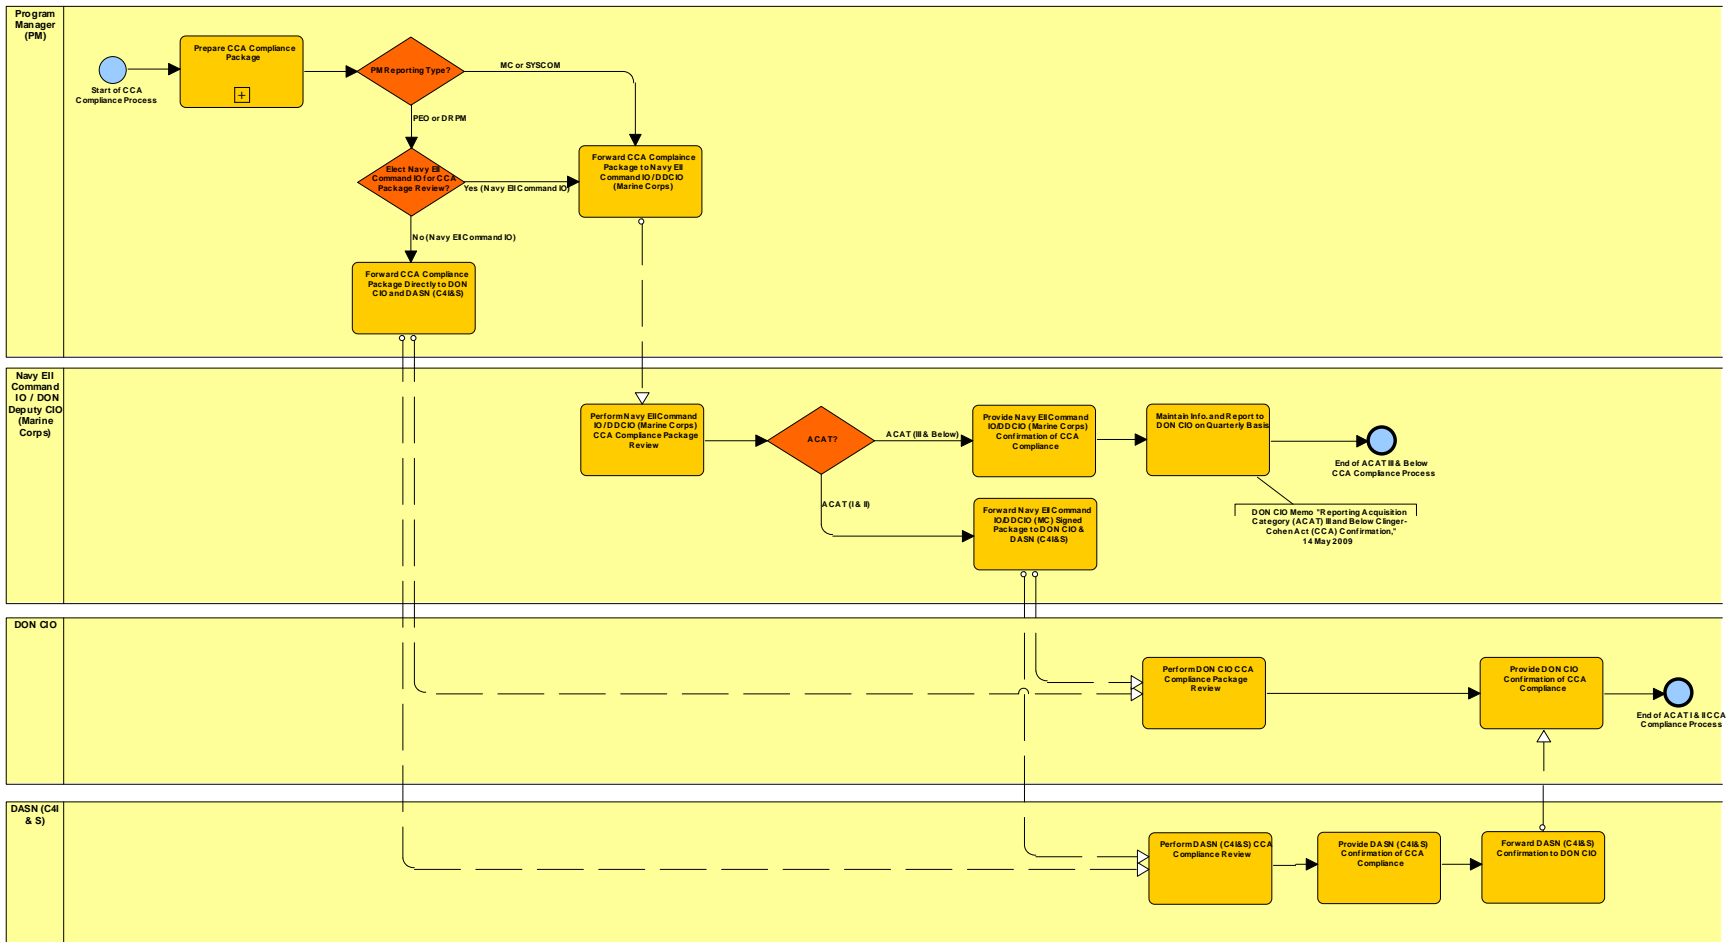 Program
Manager
(PM)
Start of CCA
Compliance Process
Prepare CCA Compliance
Package
+
PM Reporting Type?
MC or SYSCOM
PEO or DRPM
Elect Navy EII
Command IO for CCA
Package Review?
Yes (Navy EII Command IO)
No (Navy EII Command IO)
Forward CCA Complaince
Package to Navy EII
Command IO / DDCIO
(Marine Corps)
Forward CCA Compliance
Package Directly to DON
CIO and DASN (C4I&S)
Navy EII
Command
IO / DON
Deputy CIO
(Marine
Corps)
Perform Navy EII Command
IO / DDCIO (Marine Corps)
CCA Compliance Package
Review
ACAT?
ACAT (III & Below)
ACAT (I & II)
Provide Navy EII Command
IO/DDCIO (Marine Corps)
Confirmation of CCA
Compliance
Maintain Info. and Report to
DON CIO on Quarterly Basis
End of ACAT III & Below
CCA Compliance Process
DON CIO Memo "Reporting Acquisition
Category (ACAT) III and Below Clinger-
Cohen Act (CCA) Confirmation,"
14 May 2009
Forward Navy EII Command
IO/DDCIO (MC) Signed
Package to DON CIO &
DASN (C4I&S)
DON CIO
Perform DON CIO CCA
Compliance Package
Review
Provide DON CIO
Confirmation of CCA
Compliance
End of ACAT I & II CCA
Compliance Process
DASN (C4I
& S)
Perform DASN (C4I&S) CCA
Compliance Review
Provide DASN (C4I&S)
Confirmation of CCA
Compliance
Forward DASN (C4I&S)
Confirmation to DON CIO